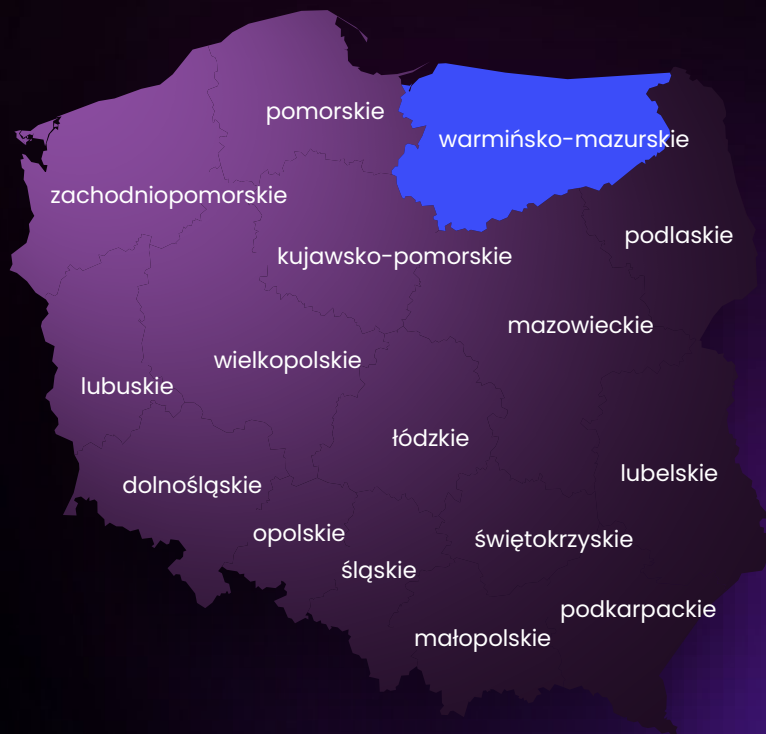 pomorskie
warmińsko-mazurskie
zachodniopomorskie
podlaskie
kujawsko-pomorskie
mazowieckie
wielkopolskie
lubuskie
łódzkie
lubelskie
dolnośląskie
opolskie
świętokrzyskie
śląskie
podkarpackie
małopolskie